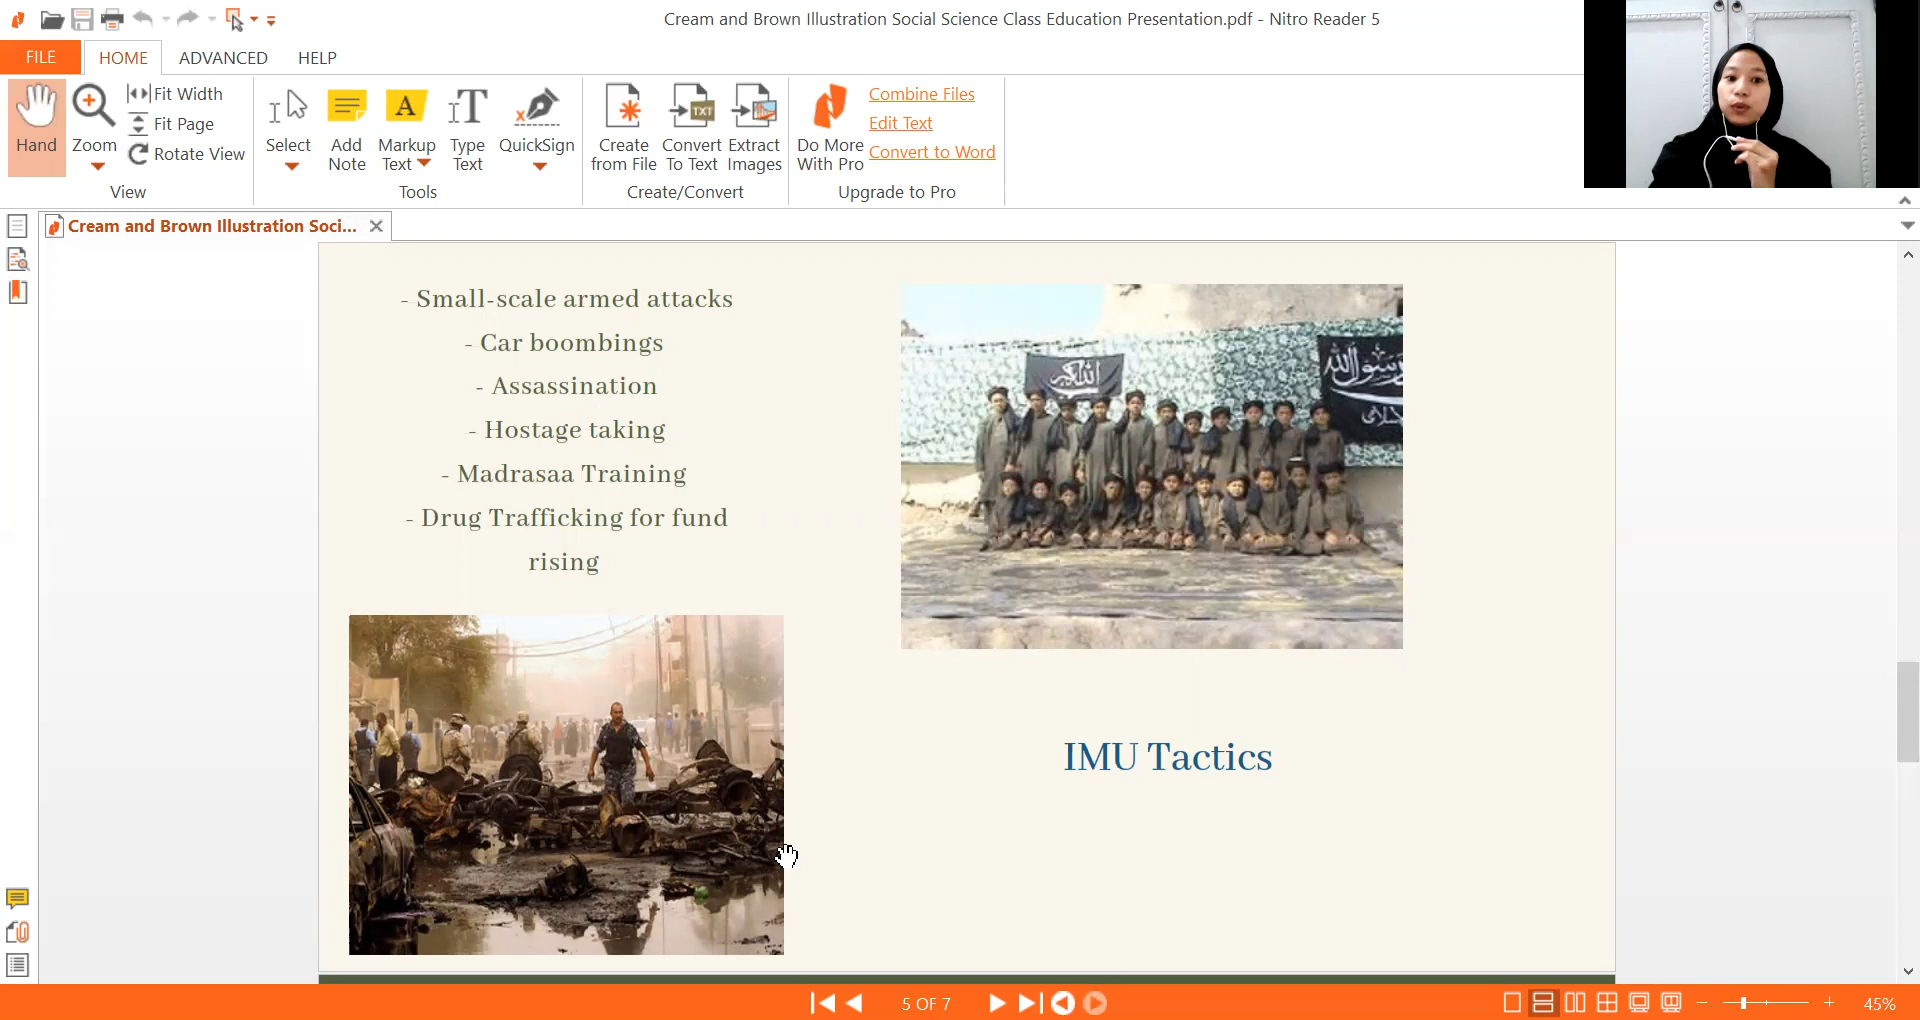 Cream and Brown Illustration Social Science Class Education Presentation.pdf - Nitro Reader 5
FILE HOME ADVANCED HELP
Hand
Zoom
Fit Width
Fit Page
Rotate View
View
Select
Add Note
Markup Text
Type Text
QuickSign
Tools
Create from File
Convert To Text
Extract Images
Create/Convert
Do More With Pro
Combine Files
Edit Text
Convert to Word
Upgrade to Pro
Cream and Brown Illustration Soci...
- Small-scale armed attacks
- Car boombings
- Assassination
- Hostage taking
- Madrasaa Training
- Drug Trafficking for fund
rising
الله اكبر
رسول الله
IMU Tactics
5 OF 7
45%